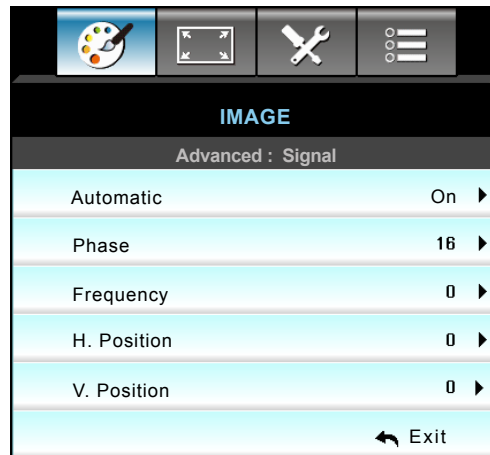 IMAGE
Advanced : Signal
Automatic On
Phase 16
Frequency 0
H. Position 0
V. Position 0
Exit